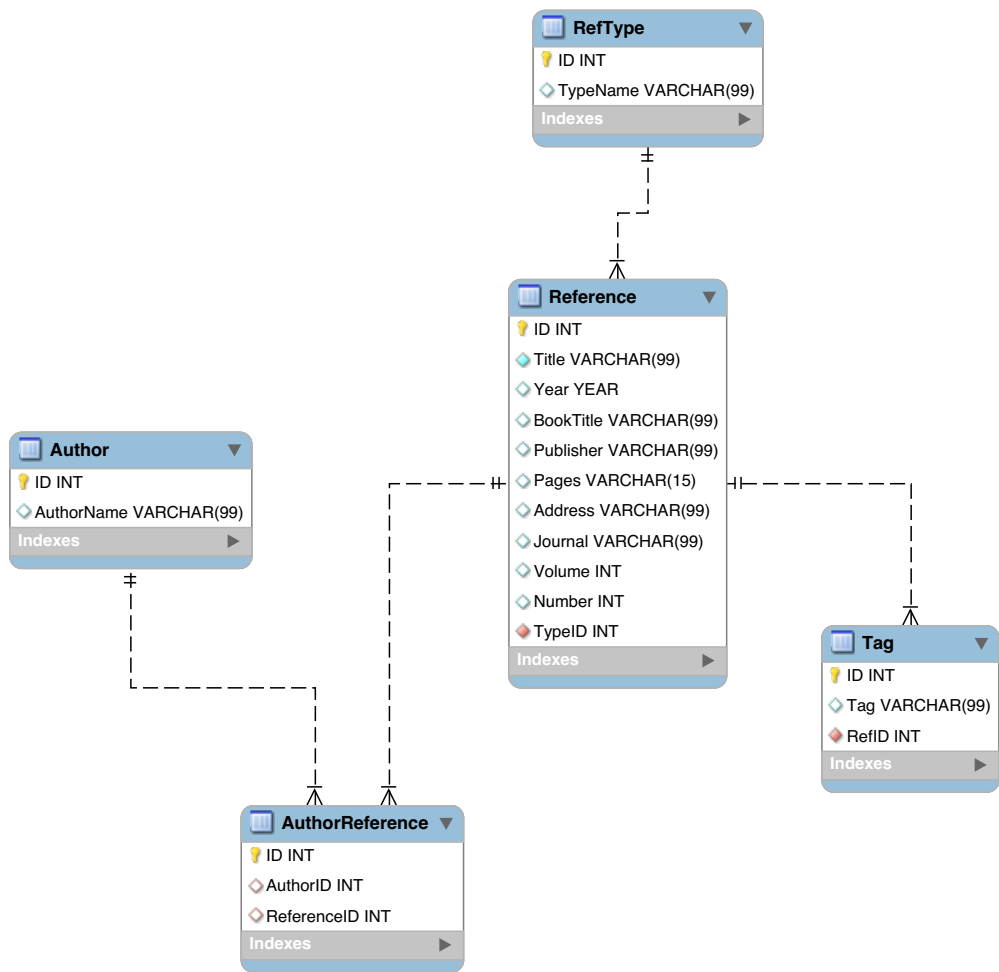 RefType
ID INT
TypeName VARCHAR(99)
Indexes
Reference
ID INT
Title VARCHAR(99)
Year YEAR
BookTitle VARCHAR(99)
Publisher VARCHAR(99)
Pages VARCHAR(15)
Address VARCHAR(99)
Journal VARCHAR(99)
Volume INT
Number INT
TypeID INT
Indexes
Author
ID INT
AuthorName VARCHAR(99)
Indexes
Tag
ID INT
Tag VARCHAR(99)
RefID INT
Indexes
AuthorReference
ID INT
AuthorID INT
ReferenceID INT
Indexes